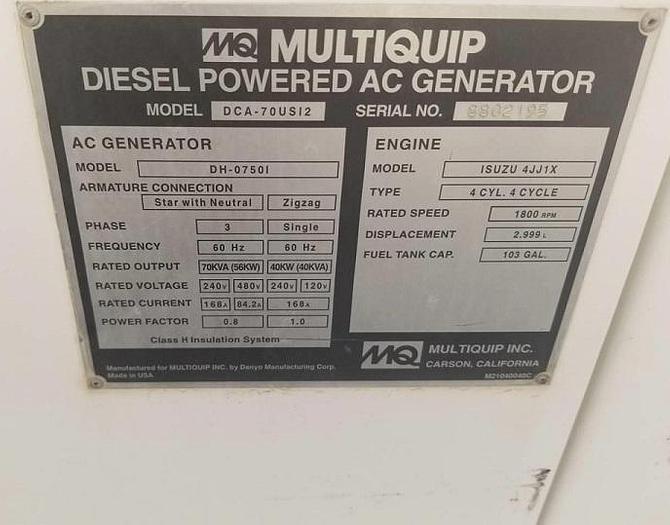 MQ MULTIQUIP
DIESEL POWERED AC GENERATOR
MODEL DCA-70USI2 SERIAL NO. 8802195
AC GENERATOR
MODEL DH-0750I
ARMATURE CONNECTION
Star with Neutral Zigzag
PHASE 3 Single
FREQUENCY 60 Hz 60 Hz
RATED OUTPUT 70KVA (56KW) 40KW (40KVA)
RATED VOLTAGE 240V 480V 240V 120V
RATED CURRENT 168A 84.2A 168A
POWER FACTOR 0.8 1.0
Class H Insulation System
ENGINE
MODEL ISUZU 4JJ1X
TYPE 4 CYL. 4 CYCLE
RATED SPEED 1800 RPM
DISPLACEMENT 2.999 L
FUEL TANK CAP. 103 GAL.
Manufactured for MULTIQUIP INC. by Denyo Manufacturing Corp.
Made in USA
MQ MULTIQUIP INC.
CARSON, CALIFORNIA
M21040040C